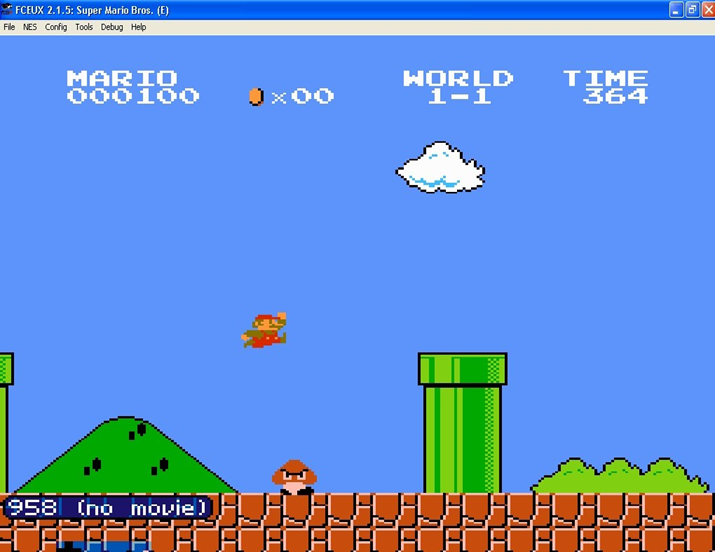 FCEUX 2.1.5: Super Mario Bros. (E)
File NES Config Tools Debug Help
MARIO WORLD TIME
000100 ×00 1-1 364
958 (no movie)